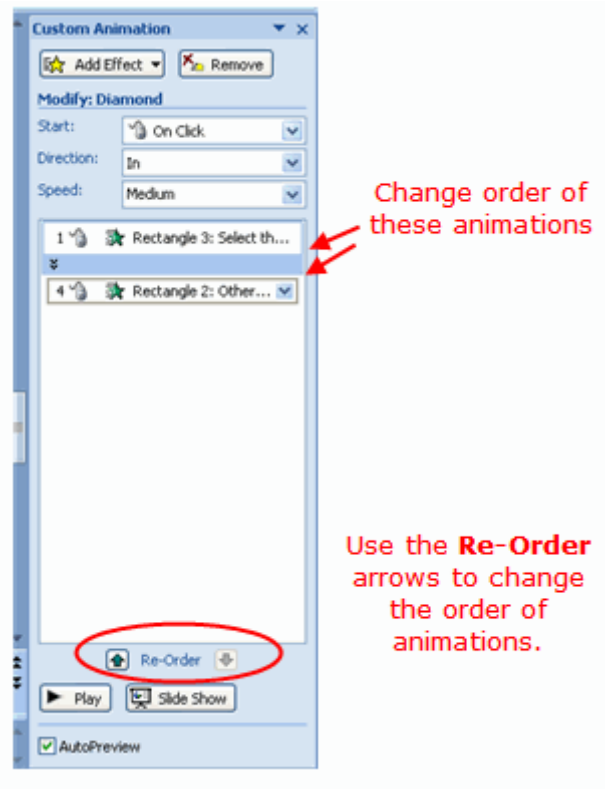 Custom Animation
Add Effect Remove
Modify: Diamond
Start: On Click
Direction: In
Speed: Medium
1 Rectangle 3: Select th...
4 Rectangle 2: Other...
Change order of
these animations
Use the Re-Order
arrows to change
the order of
animations.
Re-Order
Play Slide Show
AutoPreview